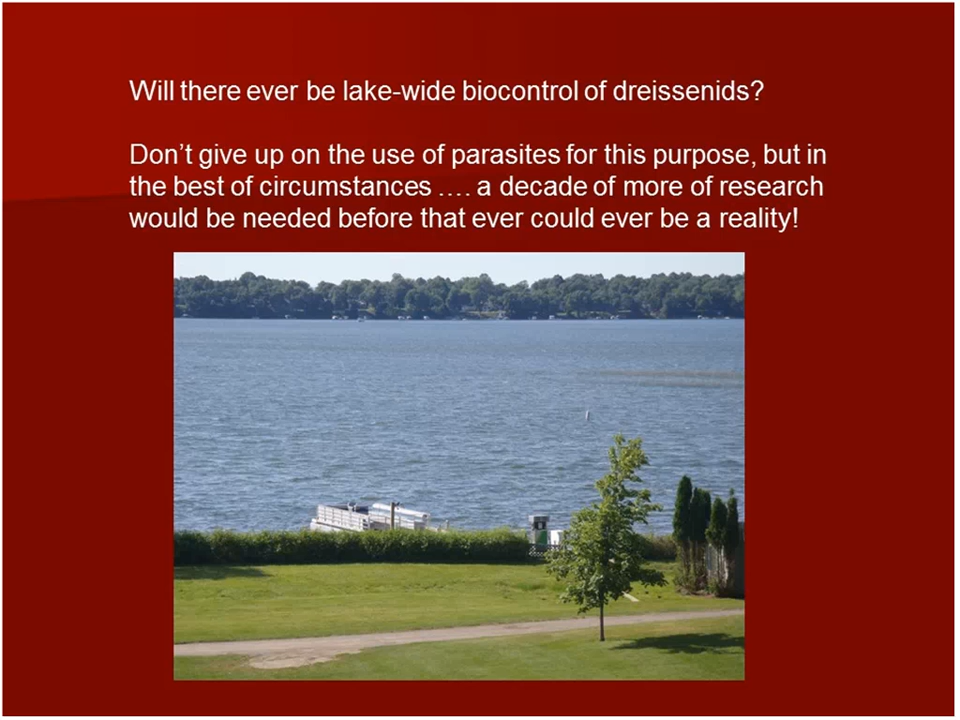 Will there ever be lake-wide biocontrol of dreissenids?
Don’t give up on the use of parasites for this purpose, but in
the best of circumstances …. a decade of more of research
would be needed before that ever could ever be a reality!